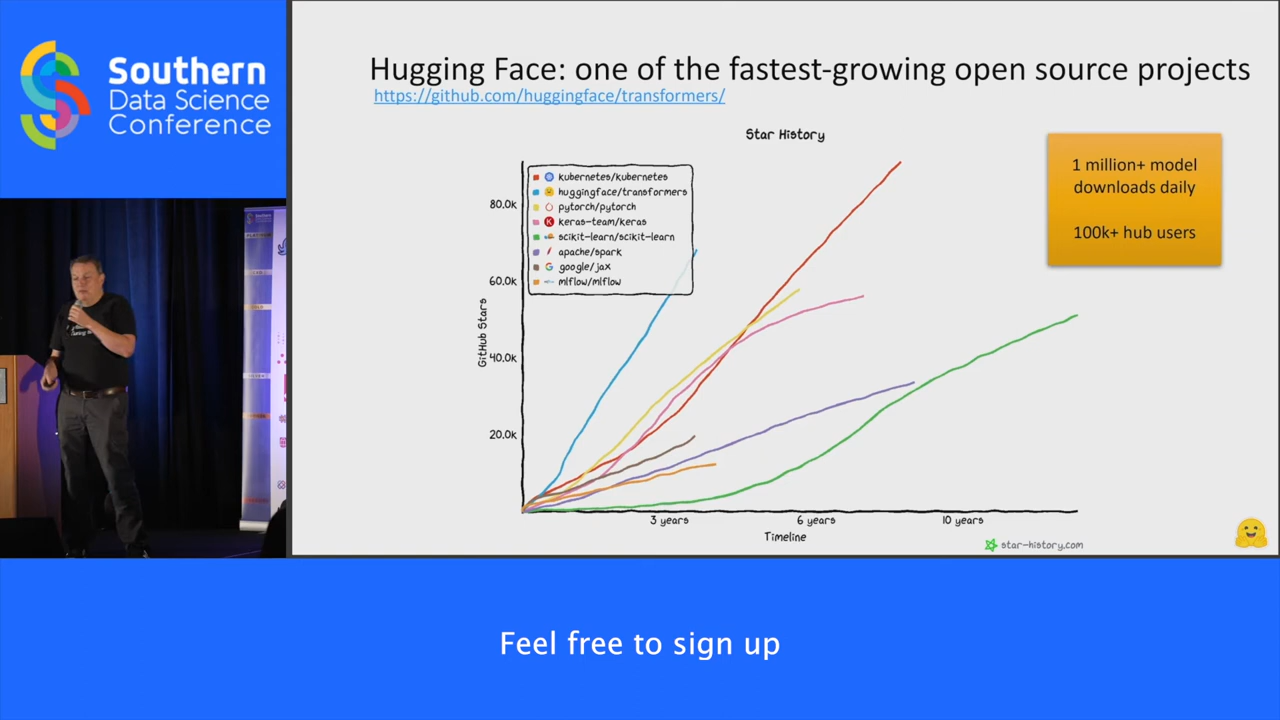 Southern
Data Science
Conference
Hugging Face: one of the fastest-growing open source projects
https://github.com/huggingface/transformers/
Star History
kubernetes/kubernetes
huggingface/transformers
pytorch/pytorch
keras-team/keras
scikit-learn/scikit-learn
apache/spark
google/jax
mlflow/mlflow
GitHub Stars
80.0k
60.0k
40.0k
20.0k
3 years
6 years
10 years
Timeline
star-history.com
1 million+ model
downloads daily
100k+ hub users
Feel free to sign up